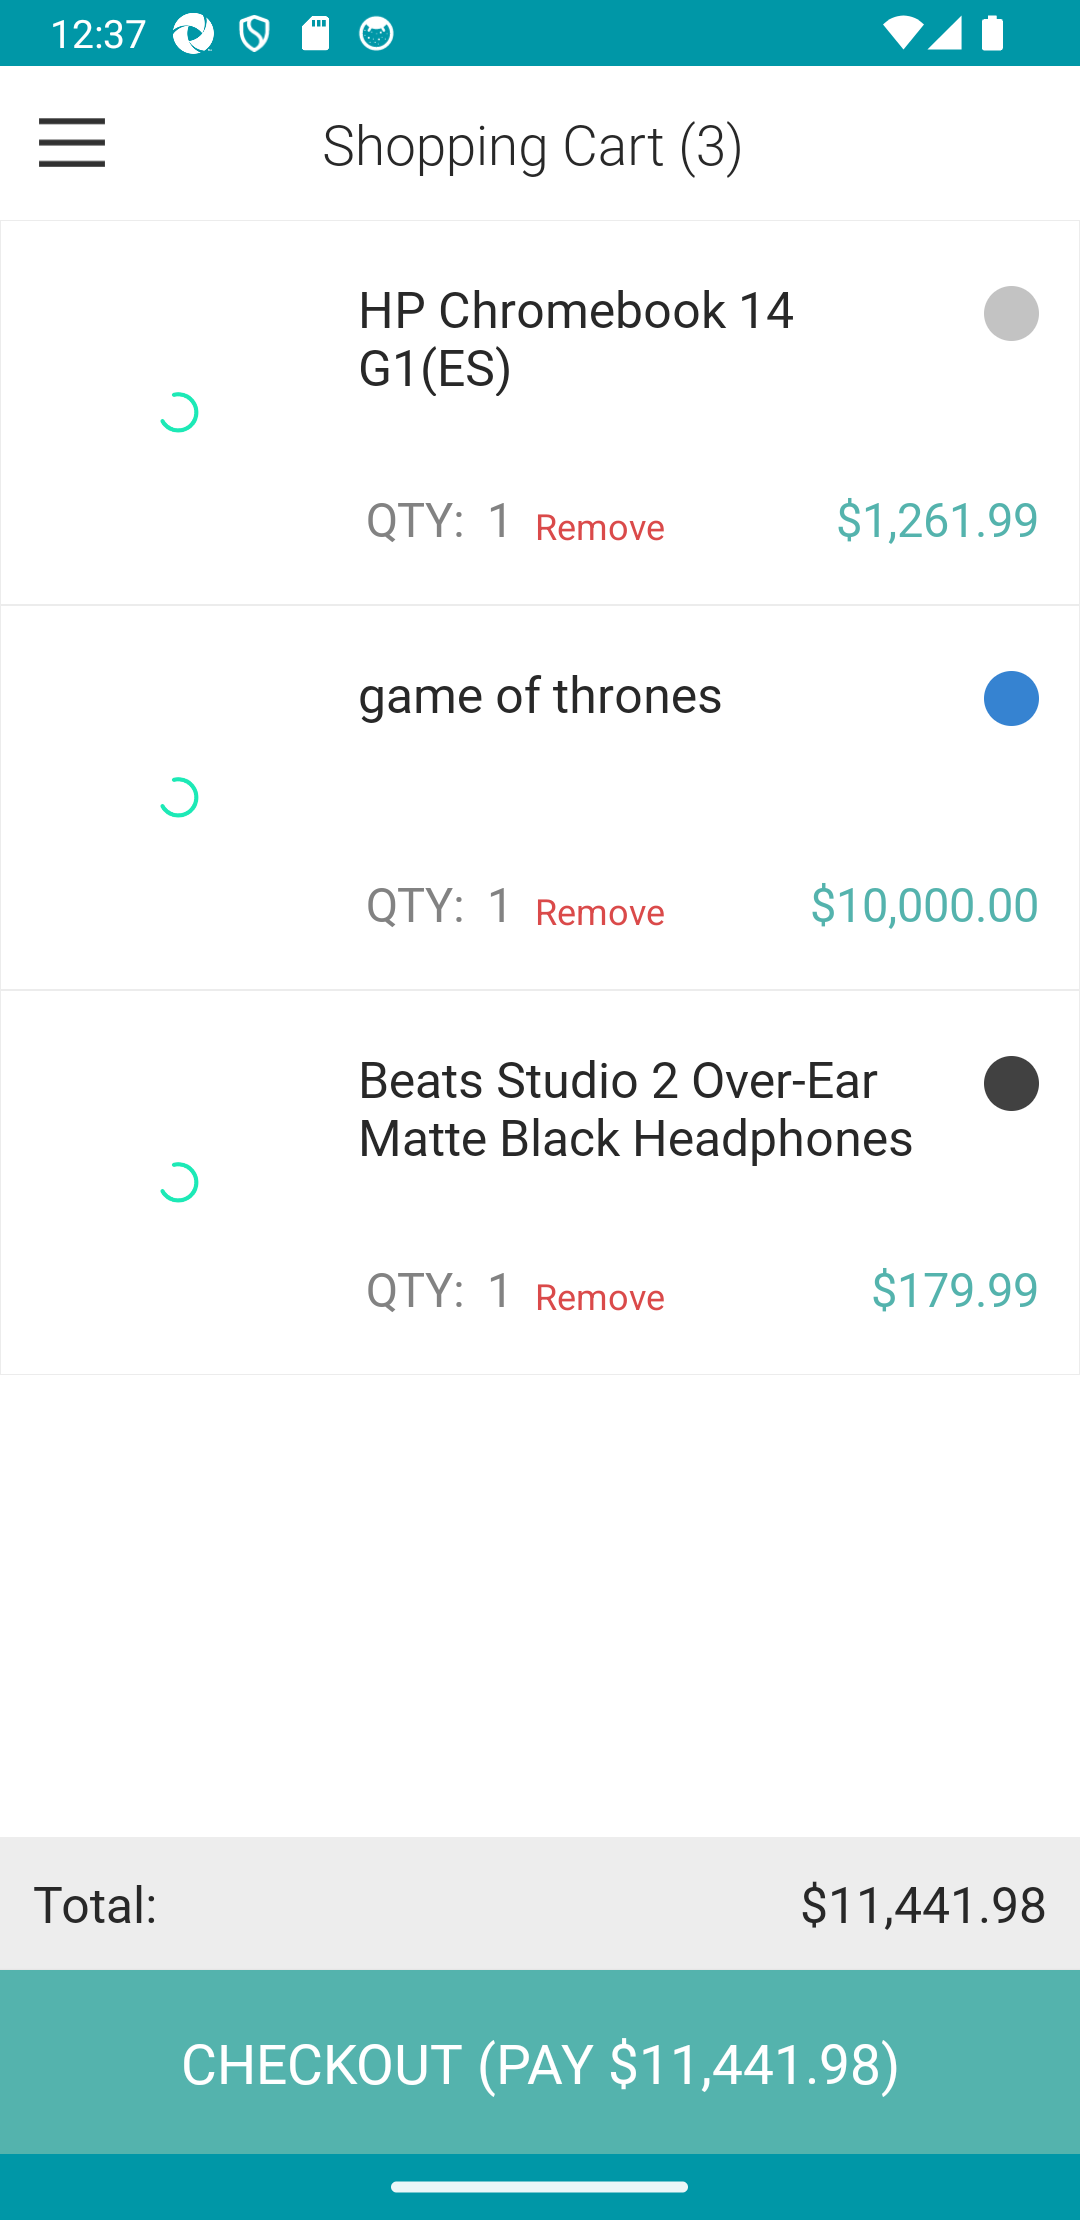 12:37
Shopping Cart (3)
HP Chromebook 14
G1(ES)
QTY: 1 Remove $1,261.99
game of thrones
QTY: 1 Remove $10,000.00
Beats Studio 2 Over-Ear
Matte Black Headphones
QTY: 1 Remove $179.99
Total: $11,441.98
CHECKOUT (PAY $11,441.98)